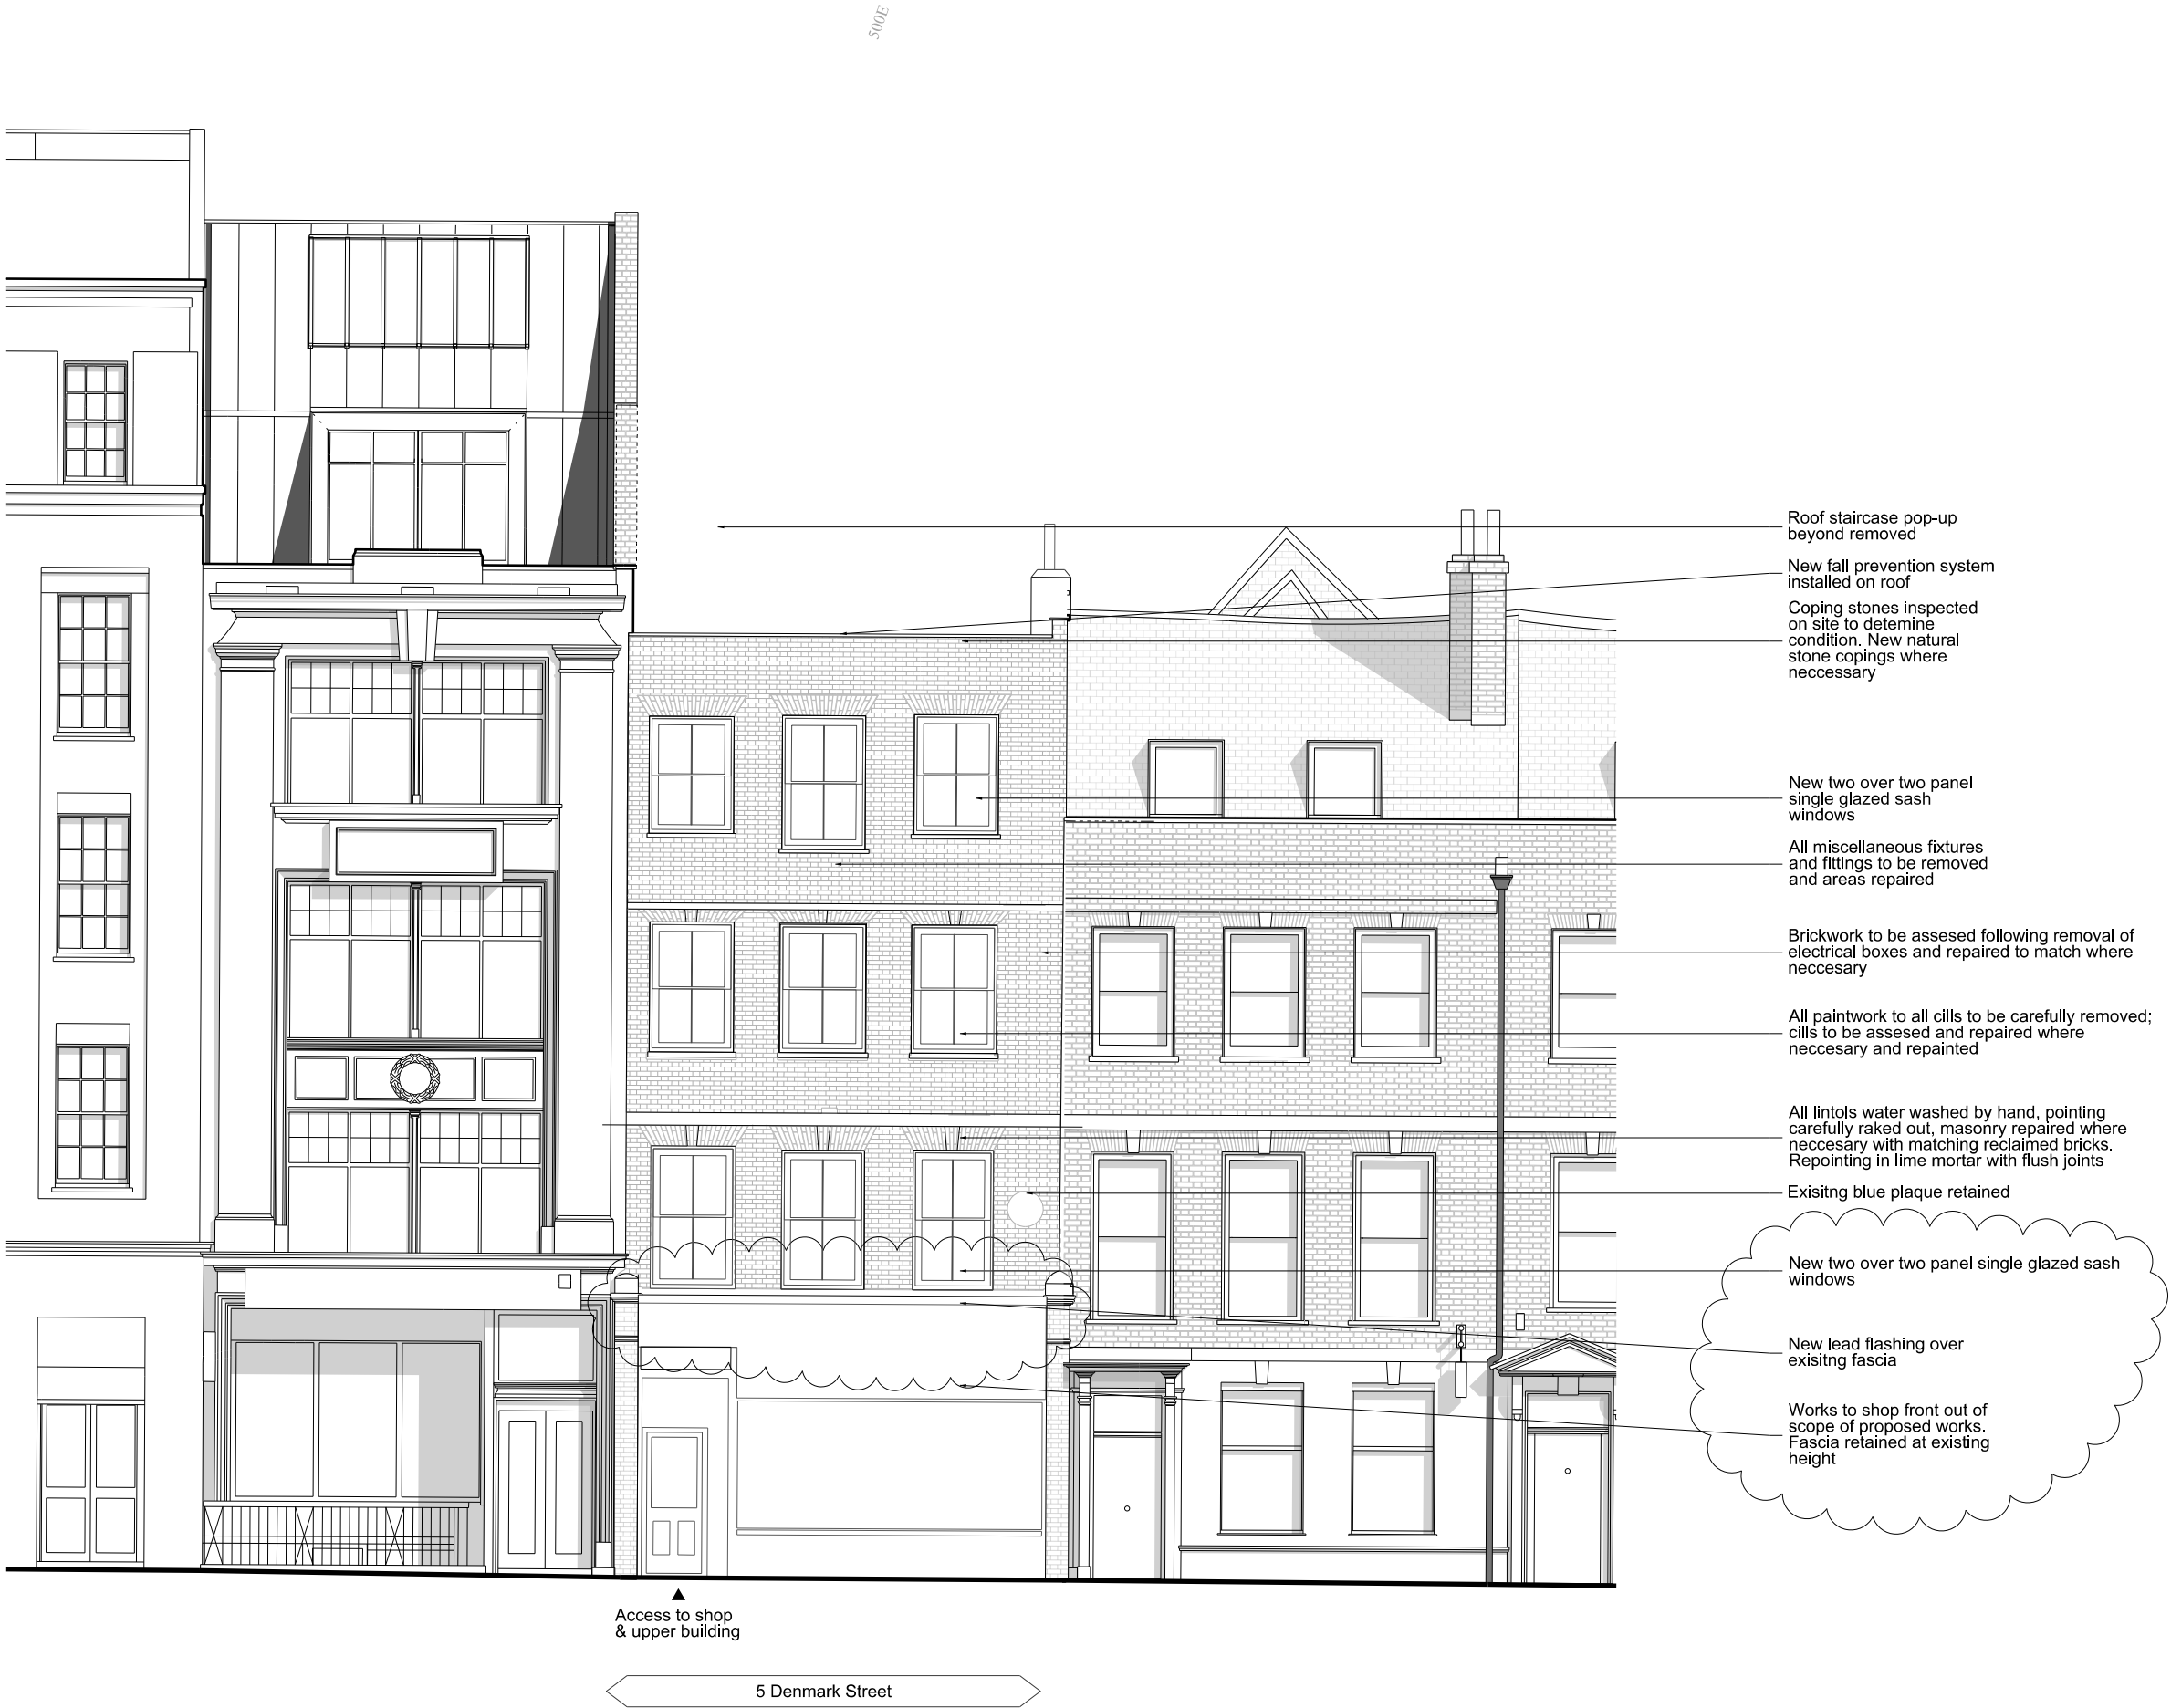 500E
Roof staircase pop-up
beyond removed
New fall prevention system
installed on roof
Coping stones inspected
on site to detemine
condition. New natural
stone copings where
neccessary
New two over two panel
single glazed sash
windows
All miscellaneous fixtures
and fittings to be removed
and areas repaired
Brickwork to be assesed following removal of
electrical boxes and repaired to match where
neccesary
All paintwork to all cills to be carefully removed;
cills to be assesed and repaired where
neccesary and repainted
All lintols water washed by hand, pointing
carefully raked out, masonry repaired where
neccesary with matching reclaimed bricks.
Repointing in lime mortar with flush joints
Exisitng blue plaque retained
New two over two panel single glazed sash
windows
New lead flashing over
exisitng fascia
Works to shop front out of
scope of proposed works.
Fascia retained at existing
height
Access to shop
& upper building
5 Denmark Street